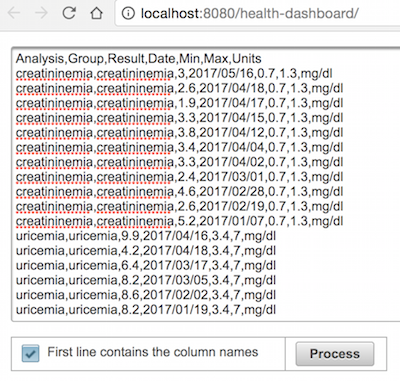 localhost:8080/health-dashboard/
Analysis,Group,Result,Date,Min,Max,Units
creatininemia,creatininemia,3,2017/05/16,0.7,1.3,mg/dl
creatininemia,creatininemia,2.6,2017/04/18,0.7,1.3,mg/dl
creatininemia,creatininemia,1.9,2017/04/17,0.7,1.3,mg/dl
creatininemia,creatininemia,3.3,2017/04/15,0.7,1.3,mg/dl
creatininemia,creatininemia,3.8,2017/04/12,0.7,1.3,mg/dl
creatininemia,creatininemia,3.4,2017/04/04,0.7,1.3,mg/dl
creatininemia,creatininemia,3.3,2017/04/02,0.7,1.3,mg/dl
creatininemia,creatininemia,2.4,2017/03/01,0.7,1.3,mg/dl
creatininemia,creatininemia,4.6,2017/02/28,0.7,1.3,mg/dl
creatininemia,creatininemia,2.6,2017/02/19,0.7,1.3,mg/dl
creatininemia,creatininemia,5.2,2017/01/07,0.7,1.3,mg/dl
uricemia,uricemia,9.9,2017/04/16,3.4,7,mg/dl
uricemia,uricemia,4.2,2017/04/18,3.4,7,mg/dl
uricemia,uricemia,6.4,2017/03/17,3.4,7,mg/dl
uricemia,uricemia,8.2,2017/03/05,3.4,7,mg/dl
uricemia,uricemia,8.6,2017/02/02,3.4,7,mg/dl
uricemia,uricemia,8.2,2017/01/19,3.4,7,mg/dl
First line contains the column names
Process